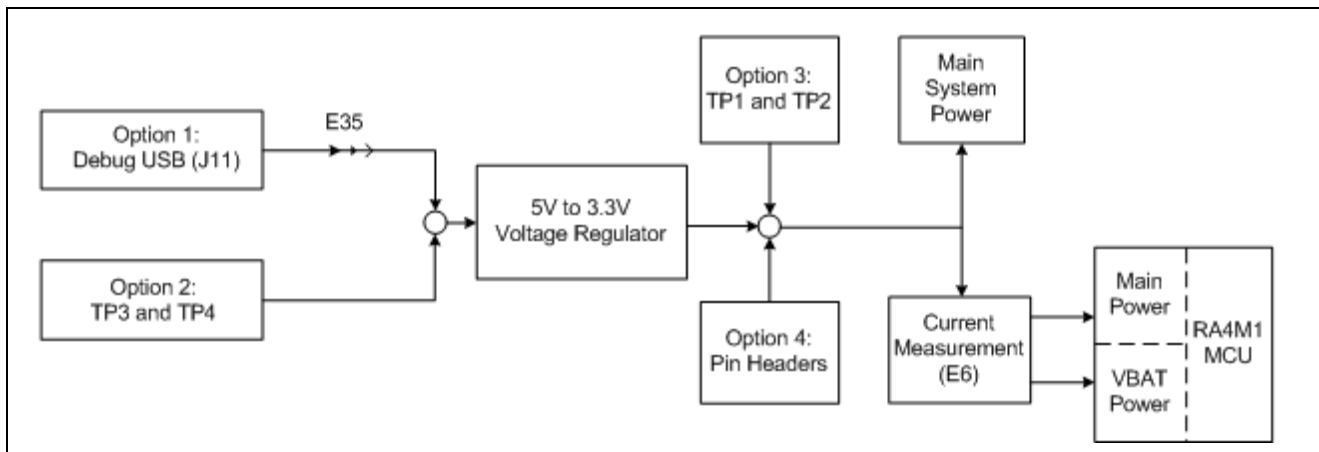 Option 1:
Debug USB (J11)
E35
Option 2:
TP3 and TP4
5V to 3.3V
Voltage Regulator
Option 3:
TP1 and TP2
Option 4:
Pin Headers
Main
System
Power
Current
Measurement
(E6)
Main
Power
VBAT
Power
RA4M1
MCU